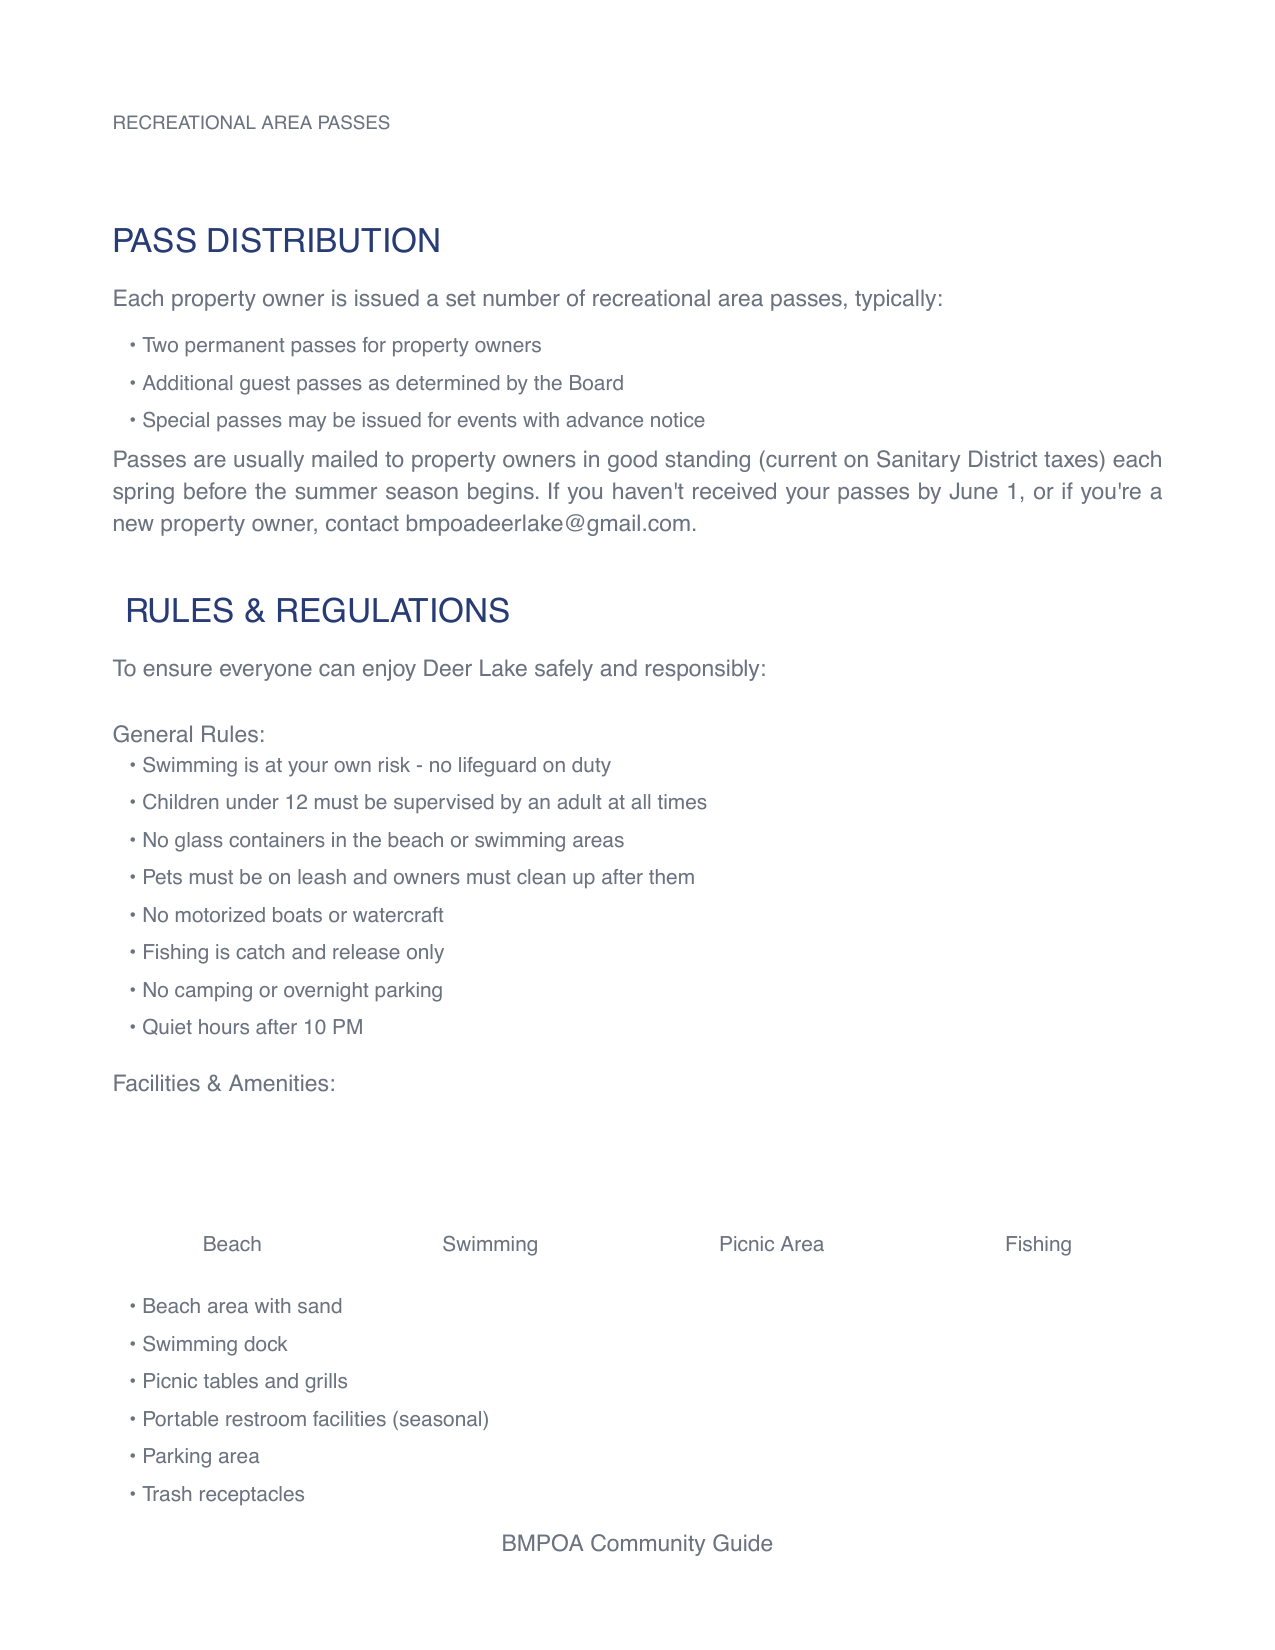 RECREATIONAL AREA PASSES
PASS DISTRIBUTION
Each property owner is issued a set number of recreational area passes, typically:
• Two permanent passes for property owners
• Additional guest passes as determined by the Board
• Special passes may be issued for events with advance notice
Passes are usually mailed to property owners in good standing (current on Sanitary District taxes) each
spring before the summer season begins. If you haven't received your passes by June 1, or if you're a
new property owner, contact bmpoadeerlake@gmail.com.
RULES & REGULATIONS
To ensure everyone can enjoy Deer Lake safely and responsibly:
General Rules:
• Swimming is at your own risk - no lifeguard on duty
• Children under 12 must be supervised by an adult at all times
• No glass containers in the beach or swimming areas
• Pets must be on leash and owners must clean up after them
• No motorized boats or watercraft
• Fishing is catch and release only
• No camping or overnight parking
• Quiet hours after 10 PM
Facilities & Amenities:
Beach Swimming Picnic Area Fishing
• Beach area with sand
• Swimming dock
• Picnic tables and grills
• Portable restroom facilities (seasonal)
• Parking area
• Trash receptacles
BMPOA Community Guide